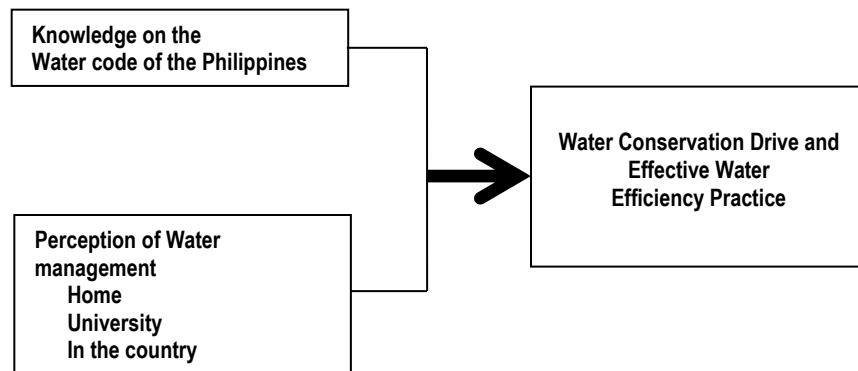 Knowledge on the
Water code of the Philippines
Water Conservation Drive and
Effective Water
Efficiency Practice
Perception of Water
management
Home
University
In the country